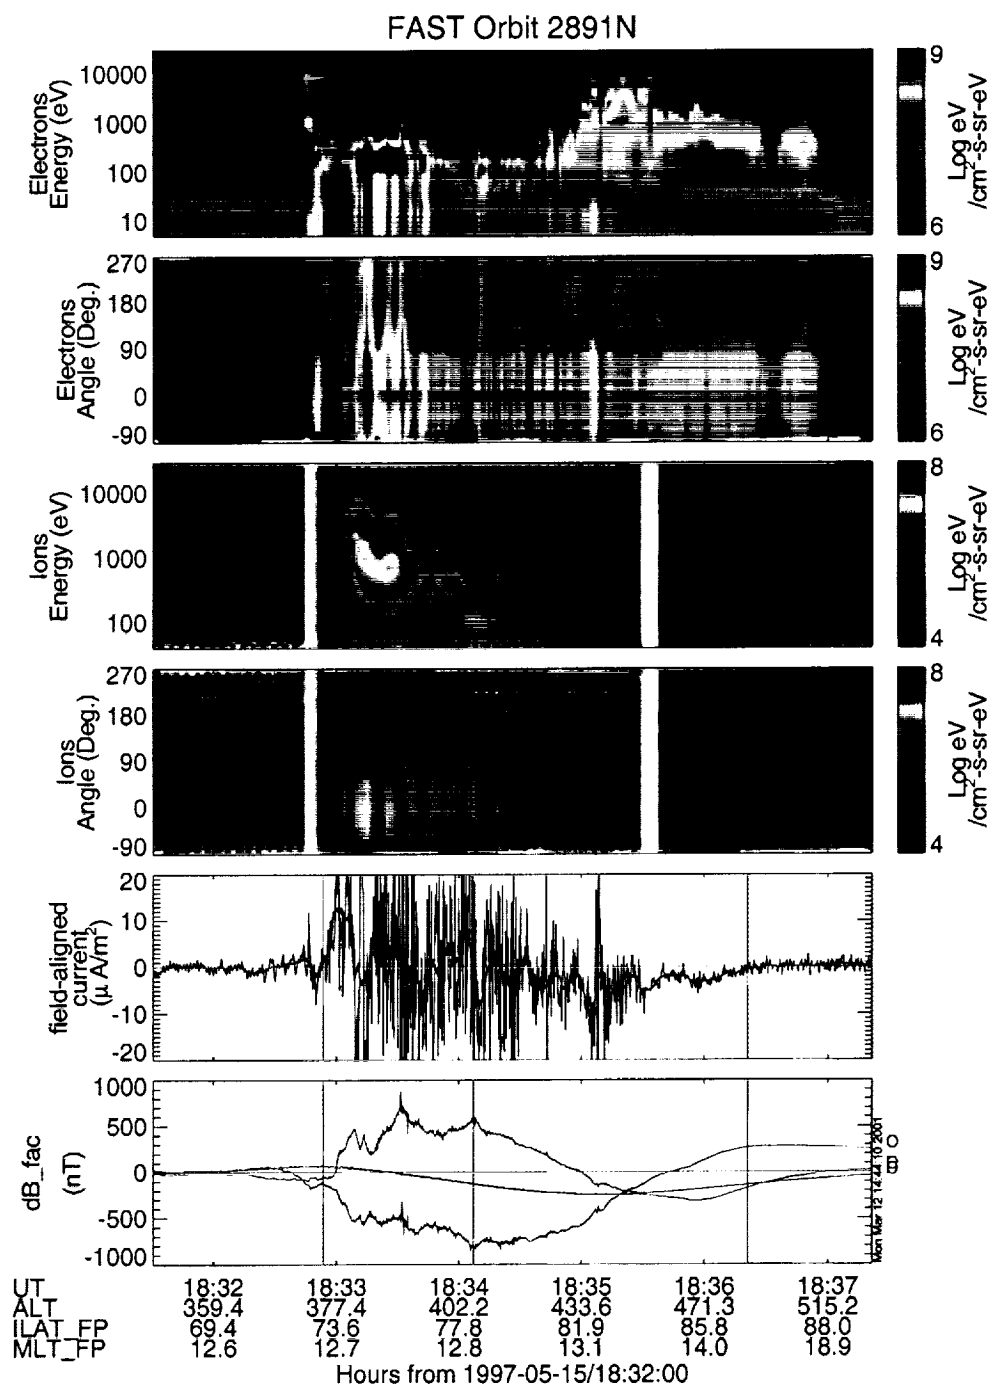 FAST Orbit 2891N
Electrons
Energy (eV)
10000
1000
100
10
9
6
Log eV
/cm²-s-sr-eV
Electrons
Angle (Deg.)
270
180
90
0
-90
9
6
Log eV
/cm²-s-sr-eV
Ions
Energy (eV)
10000
1000
100
8
4
Log eV
/cm²-s-sr-eV
Ions
Angle (Deg.)
270
180
90
0
-90
8
4
Log eV
/cm²-s-sr-eV
field-aligned
current
(μ A/m²)
20
10
0
-10
-20
dB_fac
(nT)
1000
500
0
-500
-1000
O
Mon Mar 12 14:44:10 2001
UT 18:32 18:33 18:34 18:35 18:36 18:37
ALT 359.4 377.4 402.2 433.6 471.3 515.2
ILAT_FP 69.4 73.6 77.8 81.9 85.8 88.0
MLT_FP 12.6 12.7 12.8 13.1 14.0 18.9
Hours from 1997-05-15/18:32:00